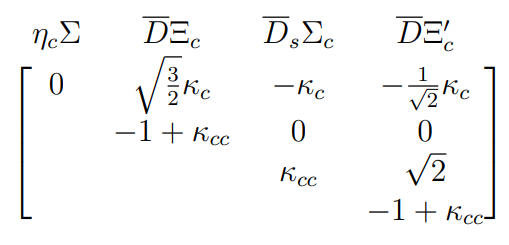 η_cΣ D̅Ξ_c D̅_sΣ_c D̅Ξ′_c
0 √(3/2)κ_c −κ_c −1/√2 κ_c
−1 + κ_cc 0 0
κ_cc √2
−1 + κ_cc